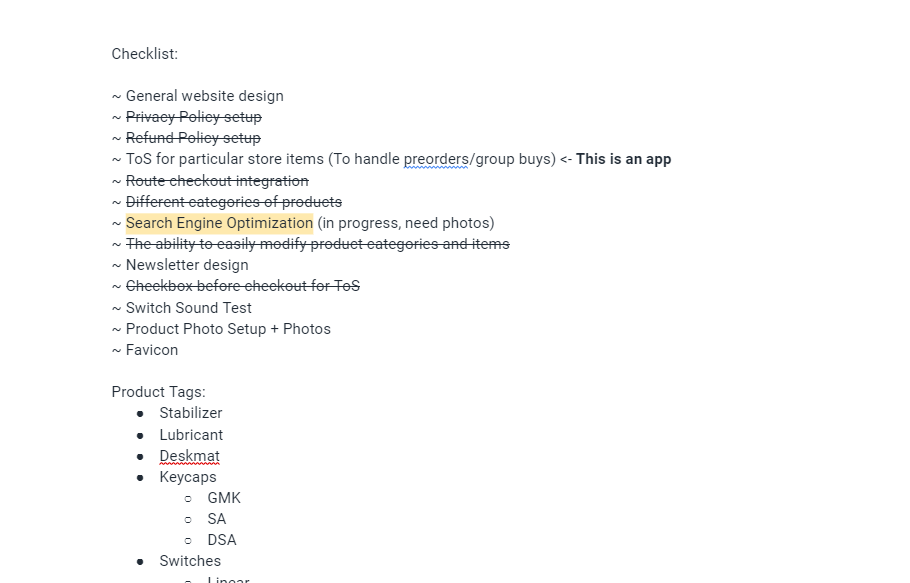 Checklist:
~ General website design
~ Privacy Policy setup
~ Refund Policy setup
~ ToS for particular store items (To handle preorders/group buys) <- This is an app
~ Route checkout integration
~ Different categories of products
~ Search Engine Optimization (in progress, need photos)
~ The ability to easily modify product categories and items
~ Newsletter design
~ Checkbox before checkout for ToS
~ Switch Sound Test
~ Product Photo Setup + Photos
~ Favicon
Product Tags:
● Stabilizer
● Lubricant
● Deskmat
● Keycaps
○ GMK
○ SA
○ DSA
● Switches
○ Linear